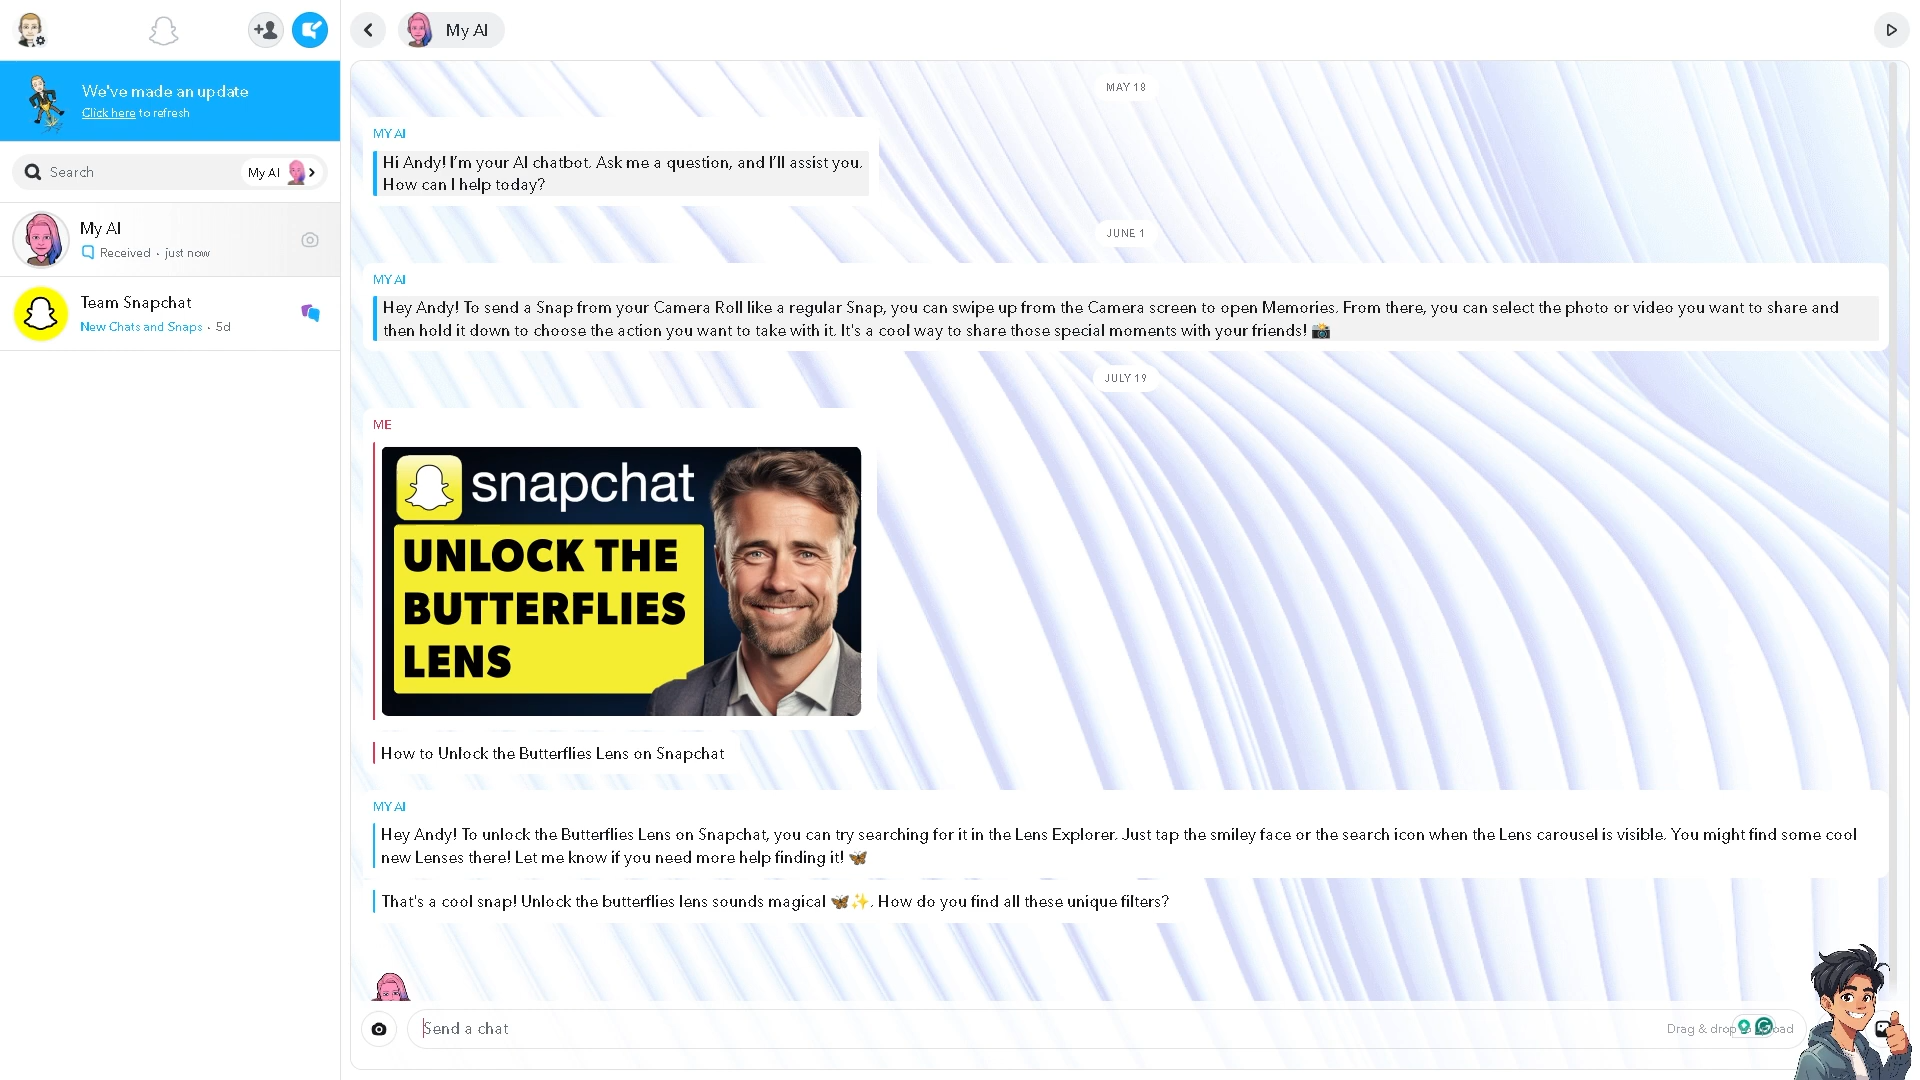 My AI
We've made an update
Click here to refresh
Search
My AI
My AI
Received · just now
Team Snapchat
New Chats and Snaps · 5d
MAY 18
MY AI
Hi Andy! I'm your AI chatbot. Ask me a question, and I'll assist you.
How can I help today?
JUNE 1
MY AI
Hey Andy! To send a Snap from your Camera Roll like a regular Snap, you can swipe up from the Camera screen to open Memories. From there, you can select the photo or video you want to share and
then hold it down to choose the action you want to take with it. It's a cool way to share those special moments with your friends! 📸
JULY 19
ME
snapchat
UNLOCK THE
BUTTERFLIES
LENS
How to Unlock the Butterflies Lens on Snapchat
MY AI
Hey Andy! To unlock the Butterflies Lens on Snapchat, you can try searching for it in the Lens Explorer. Just tap the smiley face or the search icon when the Lens carousel is visible. You might find some cool
new Lenses there! Let me know if you need more help finding it! 🦋
That's a cool snap! Unlock the butterflies lens sounds magical 🦋✨. How do you find all these unique filters?
Send a chat
Drag & drop